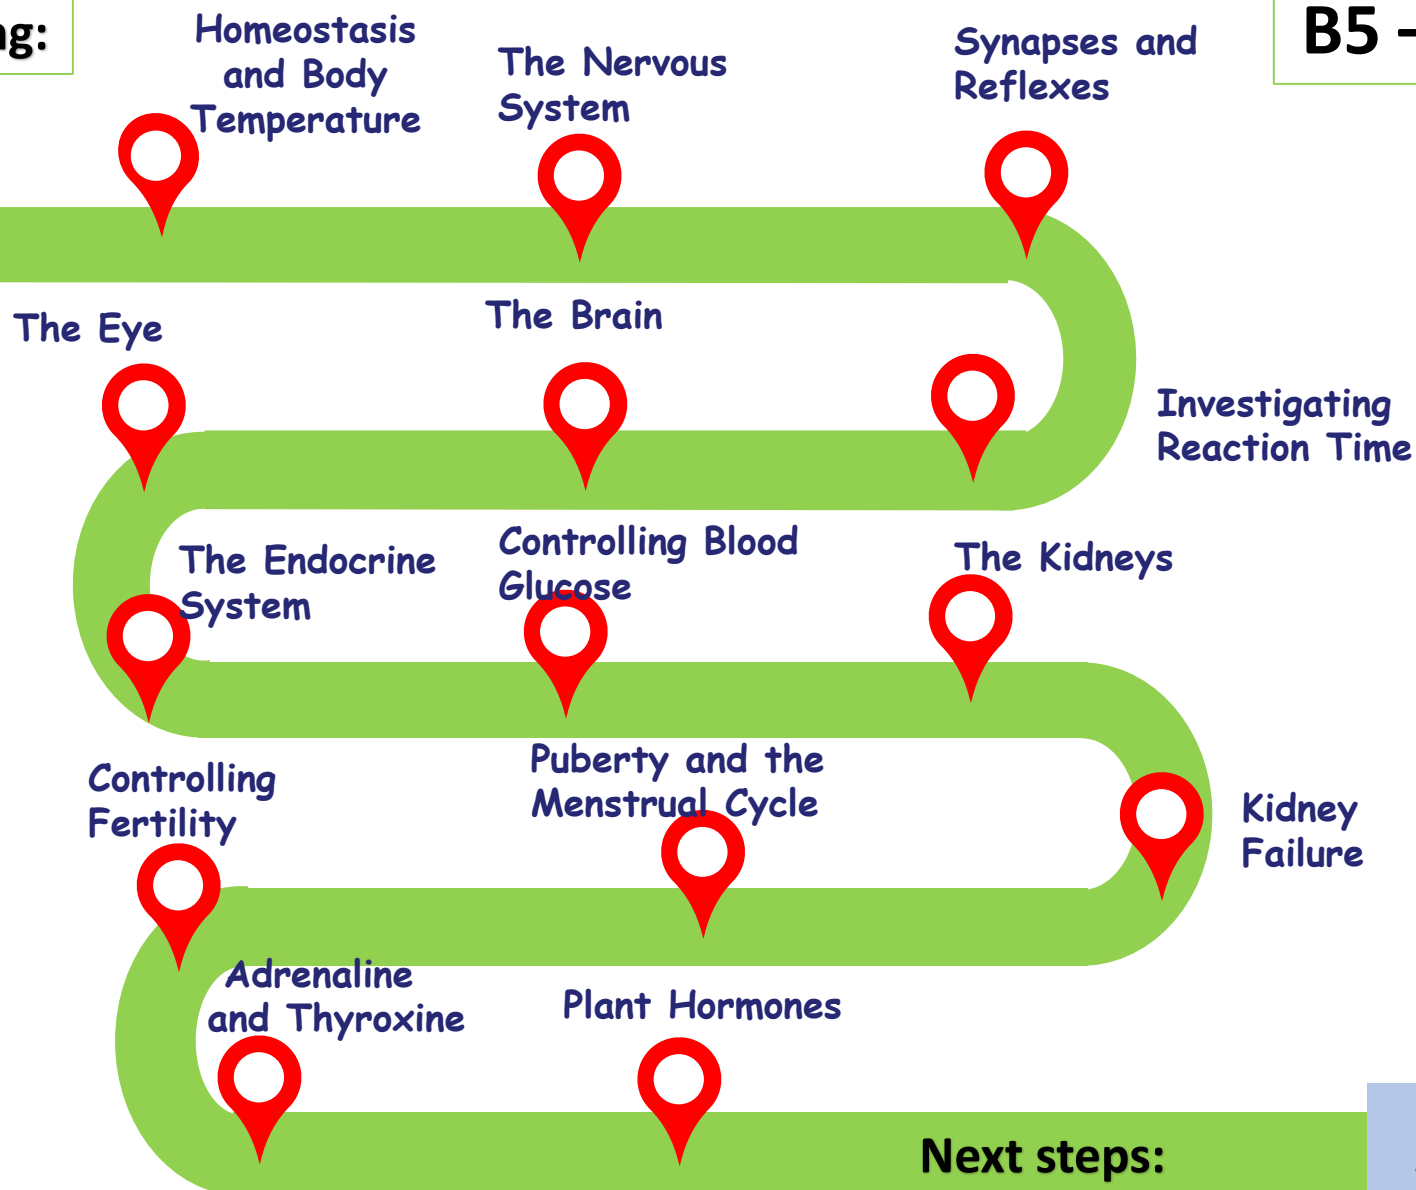 Homeostasis
and Body
Temperature
The Nervous
System
Synapses and
Reflexes
B5 –
Investigating
Reaction Time
The Brain
The Eye
The Endocrine
System
Controlling Blood
Glucose
The Kidneys
Kidney
Failure
Puberty and the
Menstrual Cycle
Controlling
Fertility
Adrenaline
and Thyroxine
Plant Hormones
Next steps: